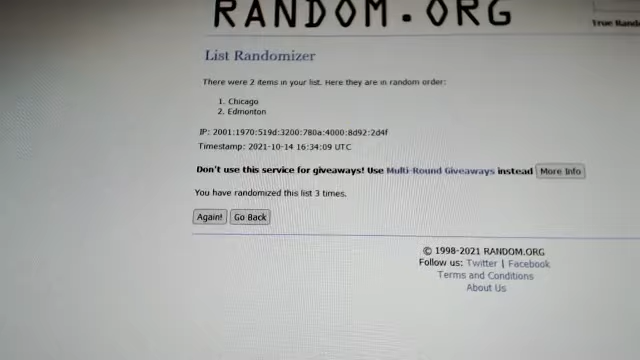 RANDOM.ORG
True Rand
List Randomizer
There were 2 items in your list. Here they are in random order:
1. Chicago
2. Edmonton
IP: 2001:1970:519d:3200:780a:4000:8d92:2d4f
Timestamp: 2021-10-14 16:34:09 UTC
Don't use this service for giveaways! Use Multi-Round Giveaways instead More Info
You have randomized this list 3 times.
Again! Go Back
© 1998-2021 RANDOM.ORG
Follow us: Twitter | Facebook
Terms and Conditions
About Us